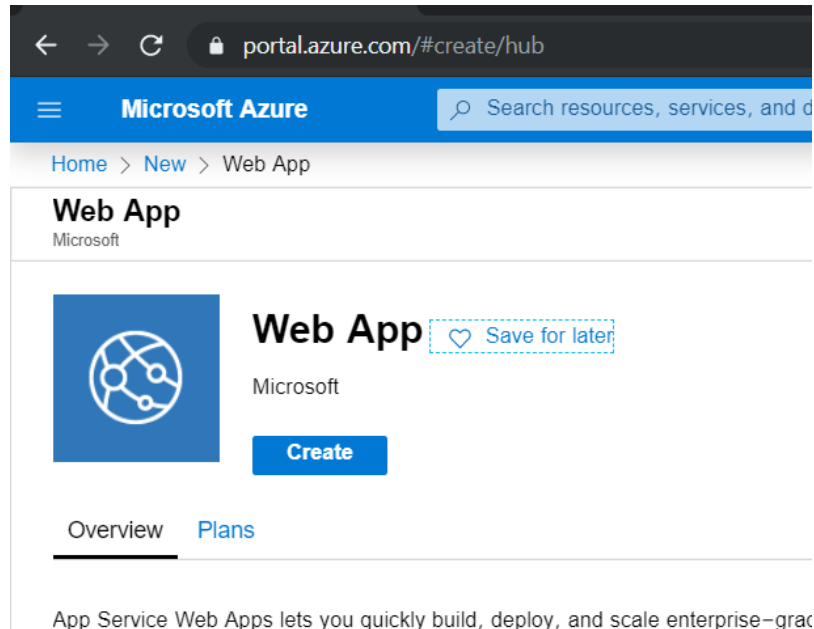 portal.azure.com/#create/hub
Microsoft Azure
Search resources, services, and d
Home > New > Web App
Web App
Microsoft
Web App
Save for later
Microsoft
Create
Overview Plans
App Service Web Apps lets you quickly build, deploy, and scale enterprise-grad